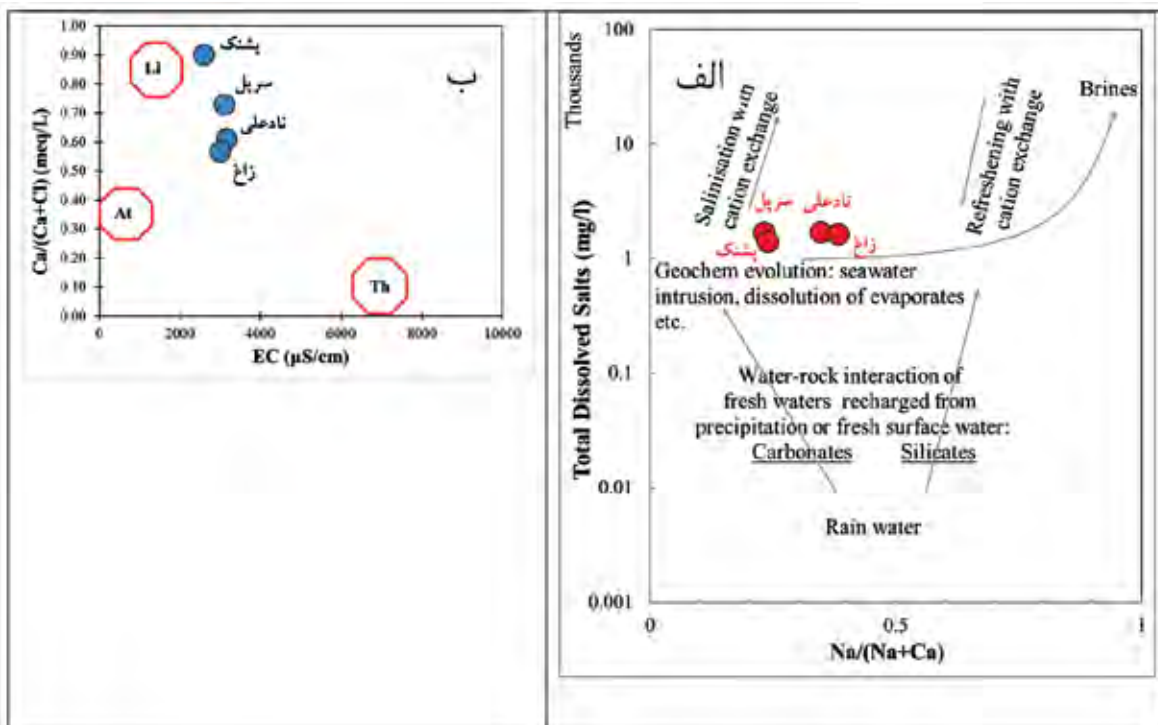 ب
1.00
0.90
0.80
0.70
0.60
0.50
0.40
0.30
0.20
0.10
0.00
Ca/(Ca+Cl) (meq/L)
Li
At
Th
پشنک
سرپل
نادعلی
زاغ
0
2000
4000
6000
8000
10000
EC (µS/cm)
الف
100
10
1
0.1
0.01
0.001
Thousands
Total Dissolved Salts (mg/l)
Salinisation with
cation exchange
Refreshening with
cation exchange
Brines
سرپل
نادعلی
پشنک
زاغ
Geochem evolution: seawater
intrusion, dissolution of evaporates
etc.
Water-rock interaction of
fresh waters recharged from
precipitation or fresh surface water:
Carbonates Silicates
Rain water
0
0.5
1
Na/(Na+Ca)